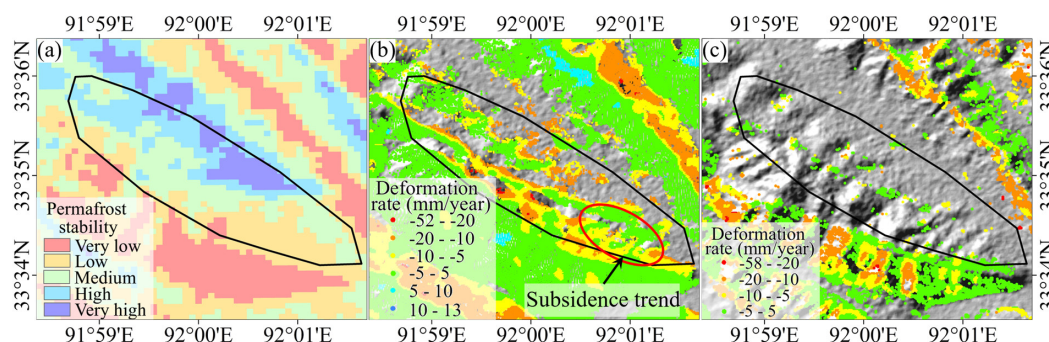 91°59'E 92°00'E 92°01'E 91°59'E 92°00'E 92°01'E 91°59'E 92°00'E 92°01'E
33°36'N
33°35'N
33°34'N
(a)
Permafrost
stability
Very low
Low
Medium
High
Very high
(b)
Deformation
rate (mm/year)
-52 - -20
-20 - -10
-10 - -5
-5 - 5
5 - 10
10 - 13
Subsidence trend
(c)
Deformation
rate (mm/year)
-58 - -20
-20 - -10
-10 - -5
-5 - 5
33°36'N
33°35'N
33°34'N
91°59'E 92°00'E 92°01'E 91°59'E 92°00'E 92°01'E 91°59'E 92°00'E 92°01'E